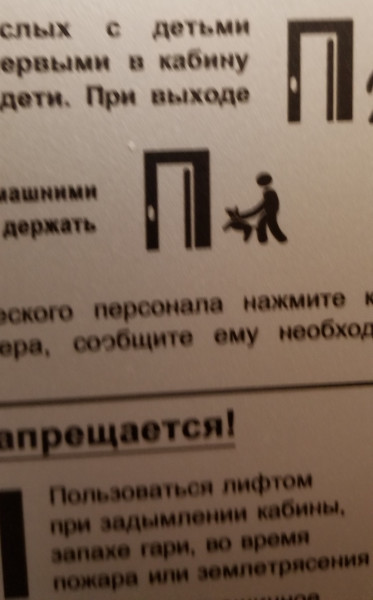 слых с детьми
ервыми в кабину
дети. При выходе
машними
держать
еского персонала нажмите к
ера, сообщите ему необход
апрещается!
Пользоваться лифтом
при задымлении кабины,
запахе гари, во время
пожара или землетрясения